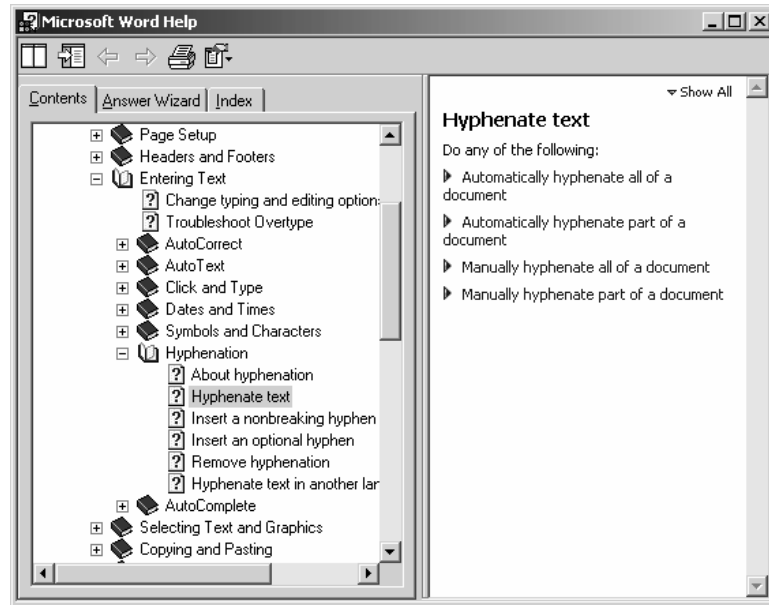 Microsoft Word Help
Contents Answer Wizard Index
Page Setup
Headers and Footers
Entering Text
Change typing and editing option
Troubleshoot Overtype
AutoCorrect
AutoText
Click and Type
Dates and Times
Symbols and Characters
Hyphenation
About hyphenation
Hyphenate text
Insert a nonbreaking hyphen
Insert an optional hyphen
Remove hyphenation
Hyphenate text in another lan
AutoComplete
Selecting Text and Graphics
Copying and Pasting
Show All
Hyphenate text
Do any of the following:
Automatically hyphenate all of a
document
Automatically hyphenate part of a
document
Manually hyphenate all of a document
Manually hyphenate part of a document